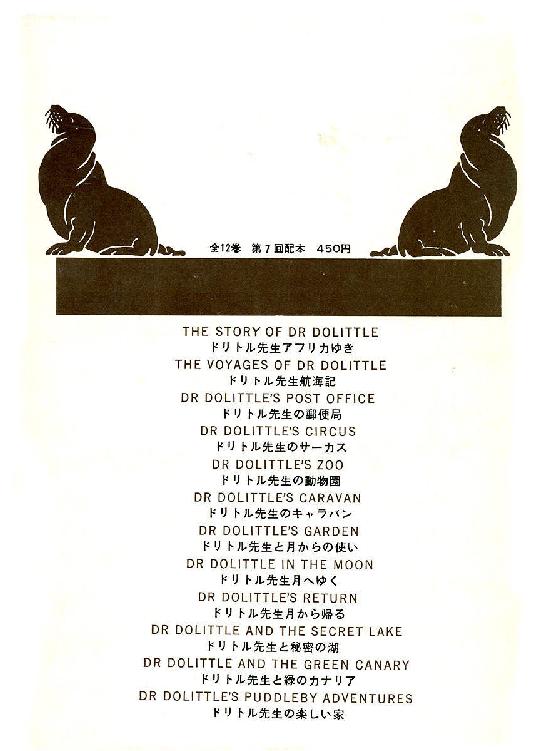 全12巻 第7回配本 450円
THE STORY OF DR DOLITTLE
ドリトル先生アフリカゆき
THE VOYAGES OF DR DOLITTLE
ドリトル先生航海記
DR DOLITTLE'S POST OFFICE
ドリトル先生の郵便局
DR DOLITTLE'S CIRCUS
ドリトル先生のサーカス
DR DOLITTLE'S ZOO
ドリトル先生の動物園
DR DOLITTLE'S CARAVAN
ドリトル先生のキャラバン
DR DOLITTLE'S GARDEN
ドリトル先生と月からの使い
DR DOLITTLE IN THE MOON
ドリトル先生月へゆく
DR DOLITTLE'S RETURN
ドリトル先生月から帰る
DR DOLITTLE AND THE SECRET LAKE
ドリトル先生と秘密の湖
DR DOLITTLE AND THE GREEN CANARY
ドリトル先生と緑のカナリア
DR DOLITTLE'S PUDDLEBY ADVENTURES
ドリトル先生の楽しい家